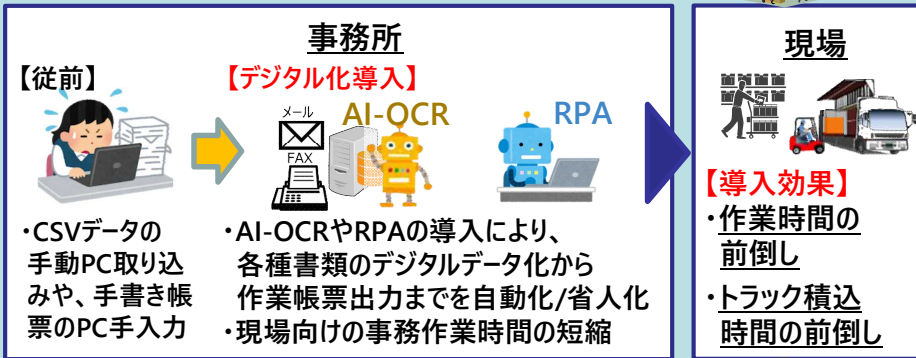 事務所
【従前】
【デジタル化導入】
メール
AI-OCR
RPA
FAX
・CSVデータの
手動PC取り込
みや、手書き帳
票のPC手入力
・AI-OCRやRPAの導入により、
各種書類のデジタルデータ化から
作業帳票出力までを自動化/省人化
・現場向けの事務作業時間の短縮
現場
【導入効果】
・作業時間の
前倒し
・トラック積込
時間の前倒し